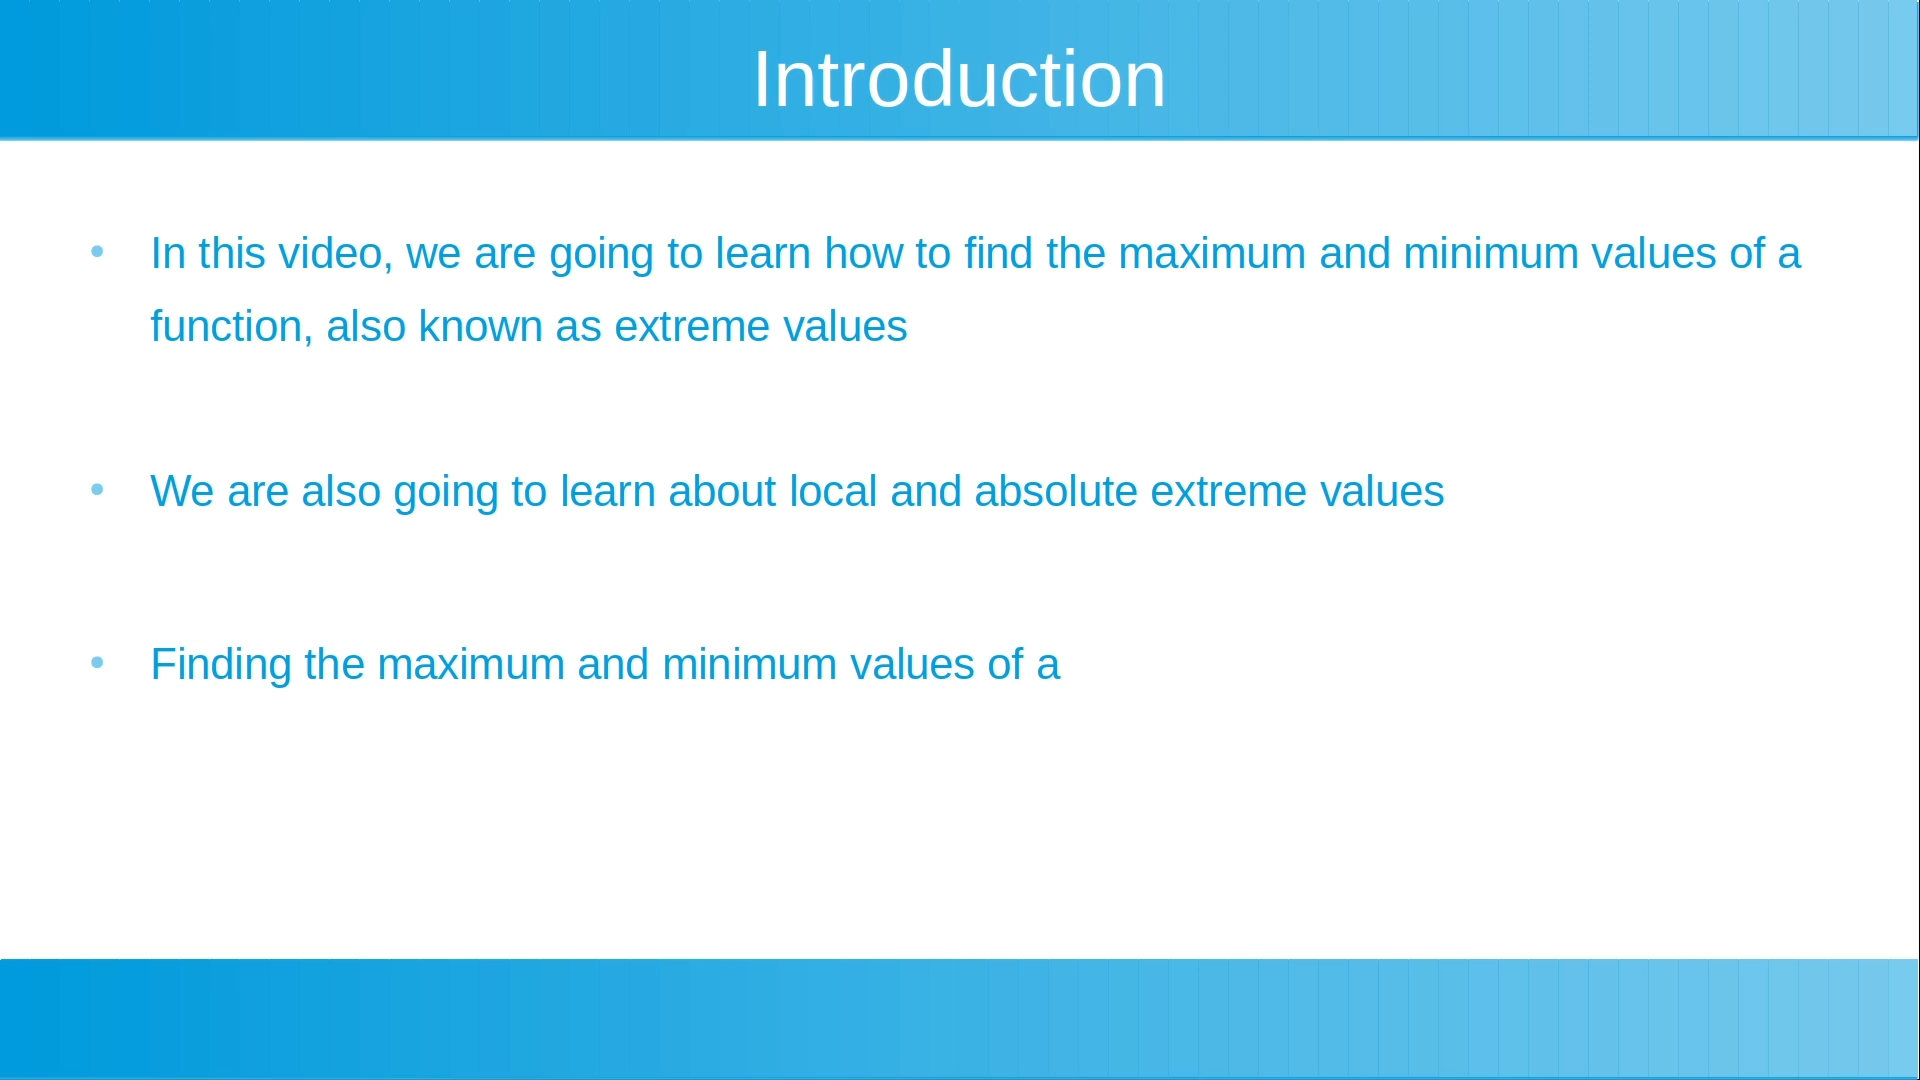 Introduction
• In this video, we are going to learn how to find the maximum and minimum values of a
function, also known as extreme values
• We are also going to learn about local and absolute extreme values
• Finding the maximum and minimum values of a